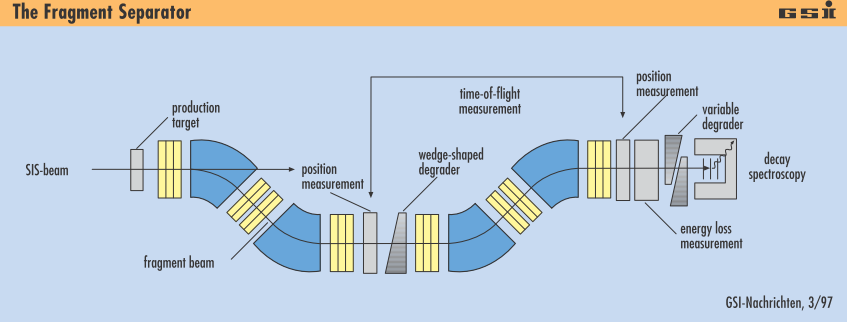 The Fragment Separator
GSI
production
target
SIS-beam
position
measurement
fragment beam
time-of-flight
measurement
wedge-shaped
degrader
position
measurement
variable
degrader
decay
spectroscopy
energy loss
measurement
GSI-Nachrichten, 3/97